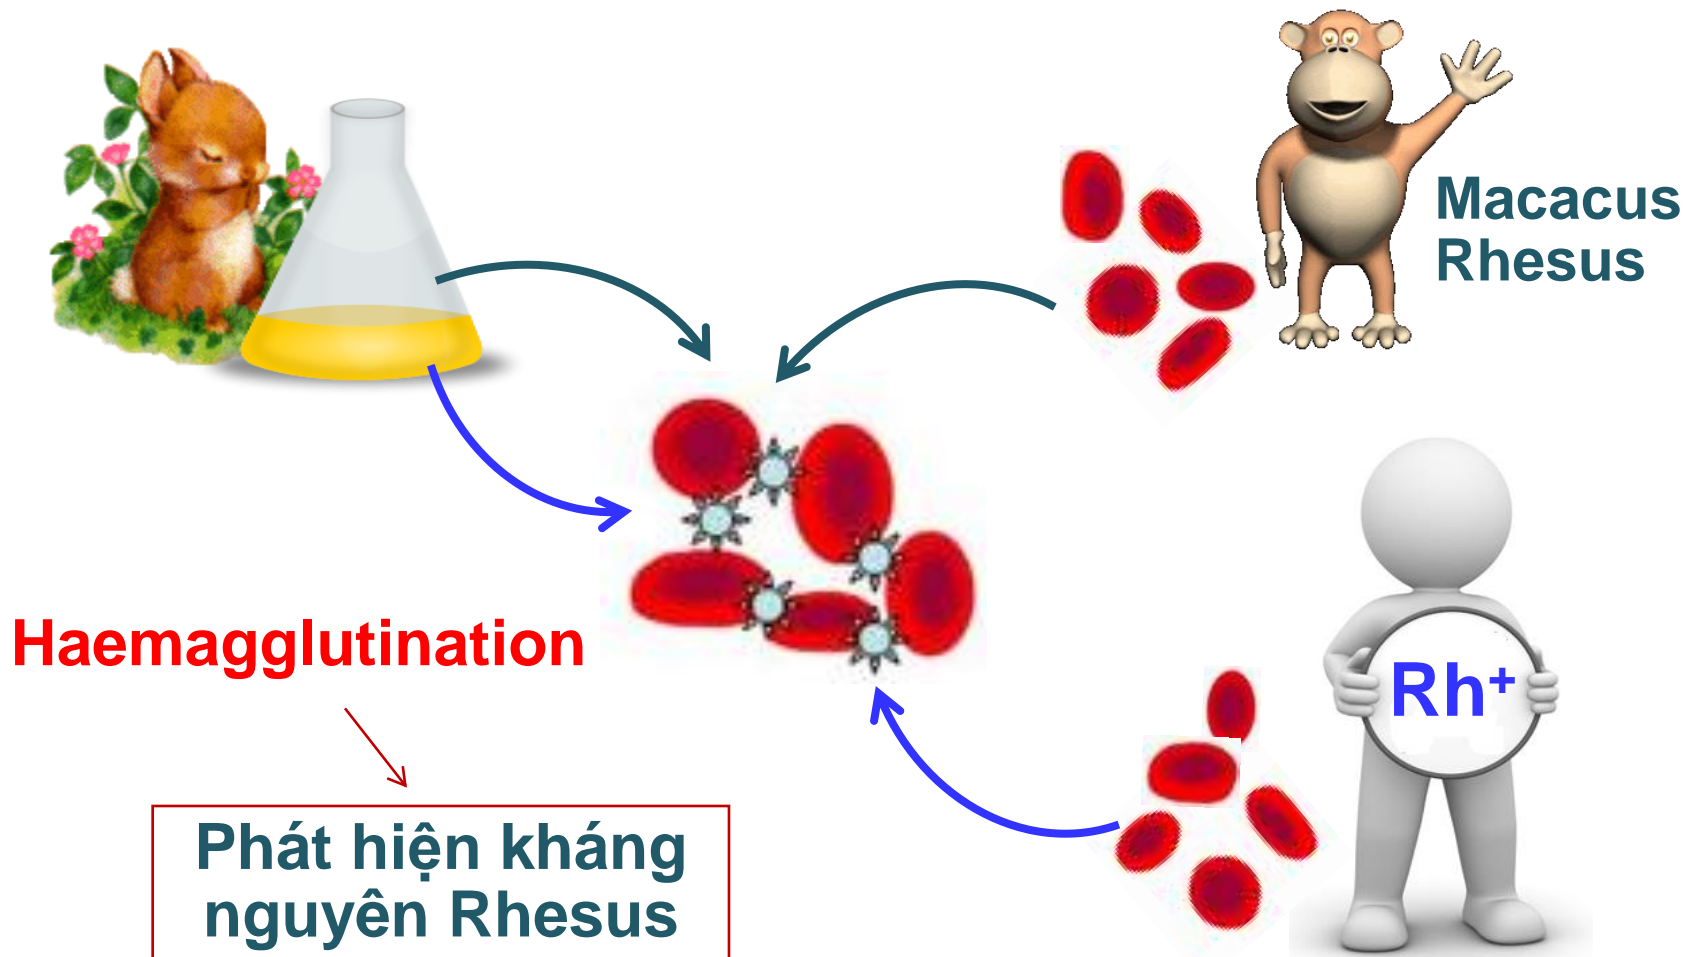 Macacus
Rhesus
Haemagglutination
Rh⁺
Phát hiện kháng
nguyên Rhesus